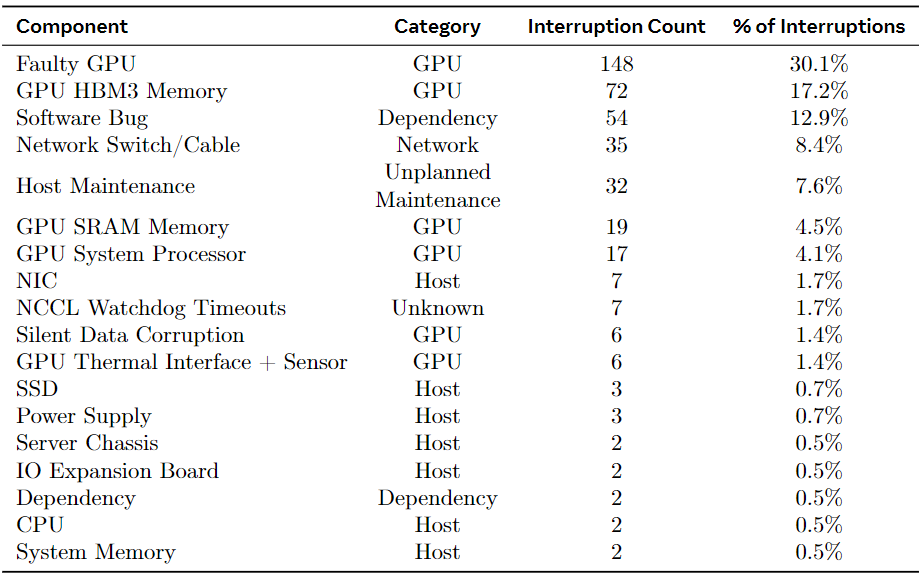 Component Category Interruption Count % of Interruptions
Faulty GPU GPU 148 30.1%
GPU HBM3 Memory GPU 72 17.2%
Software Bug Dependency 54 12.9%
Network Switch/Cable Network 35 8.4%
Host Maintenance Unplanned Maintenance 32 7.6%
GPU SRAM Memory GPU 19 4.5%
GPU System Processor GPU 17 4.1%
NIC Host 7 1.7%
NCCL Watchdog Timeouts Unknown 7 1.7%
Silent Data Corruption GPU 6 1.4%
GPU Thermal Interface + Sensor GPU 6 1.4%
SSD Host 3 0.7%
Power Supply Host 3 0.7%
Server Chassis Host 2 0.5%
IO Expansion Board Host 2 0.5%
Dependency Dependency 2 0.5%
CPU Host 2 0.5%
System Memory Host 2 0.5%